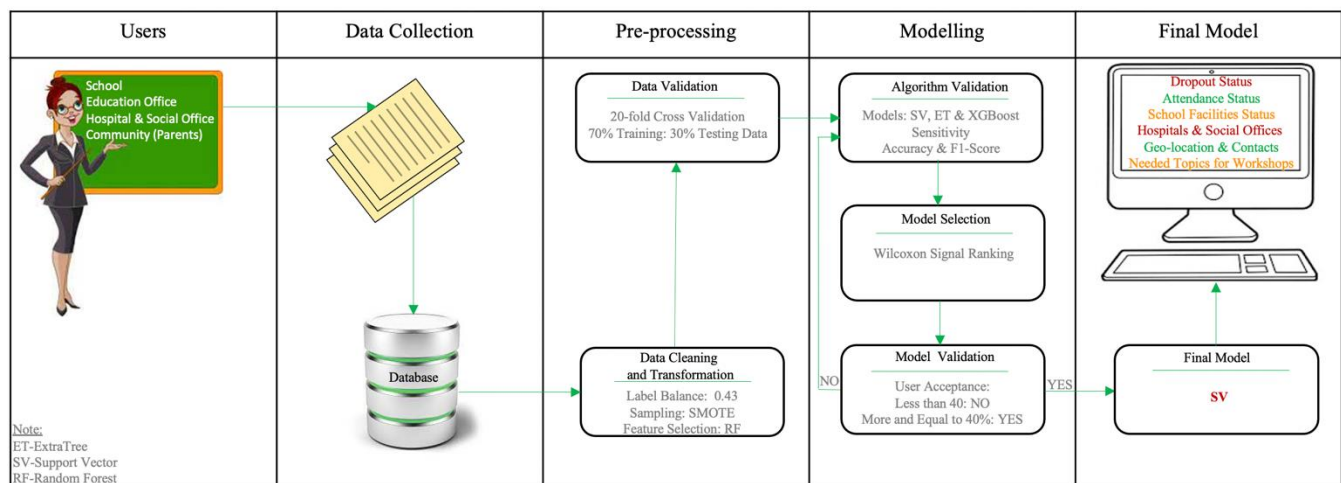 Users
Data Collection
Pre-processing
Modelling
Final Model
School
Education Office
Hospital & Social Office
Community (Parents)
Database
Note:
ET-ExtraTree
SV-Support Vector
RF-Random Forest
Data Validation
20-fold Cross Validation
70% Training: 30% Testing Data
Data Cleaning
and Transformation
Label Balance: 0.43
Sampling: SMOTE
Feature Selection: RF
Algorithm Validation
Models: SV, ET & XGBoost
Sensitivity
Accuracy & F1-Score
Model Selection
Wilcoxon Signal Ranking
NO
Model Validation
User Acceptance:
Less than 40: NO
More and Equal to 40%: YES
YES
Dropout Status
Attendance Status
School Facilities Status
Hospitals & Social Offices
Geo-location & Contacts
Needed Topics for Workshops
Final Model
SV